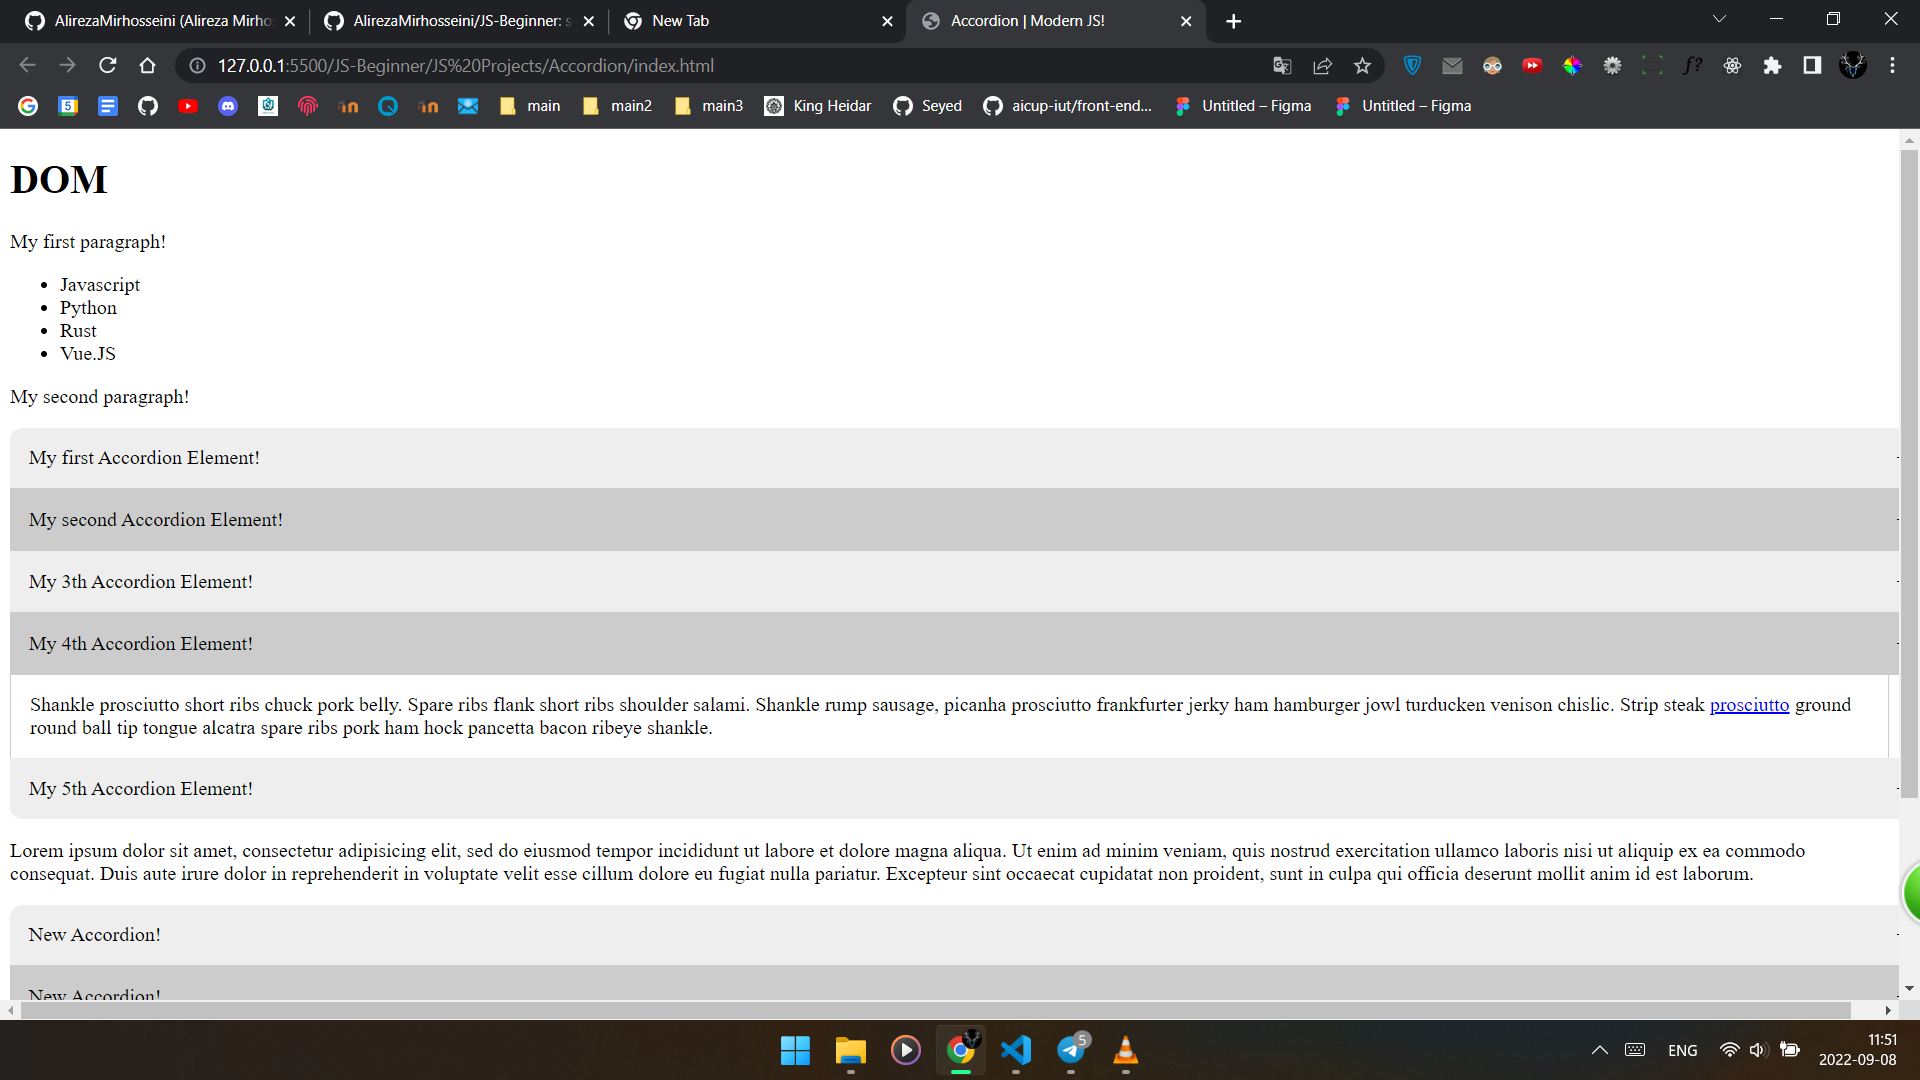 AlirezaMirhosseini (Alireza Mirho
AlirezaMirhosseini/JS-Beginner: s
New Tab
Accordion | Modern JS!
127.0.0.1:5500/JS-Beginner/JS%20Projects/Accordion/index.html
main
main2
main3
King Heidar
Seyed
aicup-iut/front-end...
Untitled – Figma
Untitled – Figma
DOM
My first paragraph!
Javascript
Python
Rust
Vue.JS
My second paragraph!
My first Accordion Element!
My second Accordion Element!
My 3th Accordion Element!
My 4th Accordion Element!
Shankle prosciutto short ribs chuck pork belly. Spare ribs flank short ribs shoulder salami. Shankle rump sausage, picanha prosciutto frankfurter jerky ham hamburger jowl turducken venison chislic. Strip steak prosciutto ground
round ball tip tongue alcatra spare ribs pork ham hock pancetta bacon ribeye shankle.
My 5th Accordion Element!
Lorem ipsum dolor sit amet, consectetur adipisicing elit, sed do eiusmod tempor incididunt ut labore et dolore magna aliqua. Ut enim ad minim veniam, quis nostrud exercitation ullamco laboris nisi ut aliquip ex ea commodo
consequat. Duis aute irure dolor in reprehenderit in voluptate velit esse cillum dolore eu fugiat nulla pariatur. Excepteur sint occaecat cupidatat non proident, sunt in culpa qui officia deserunt mollit anim id est laborum.
New Accordion!
New Accordion!
5
ENG
11:51
2022-09-08